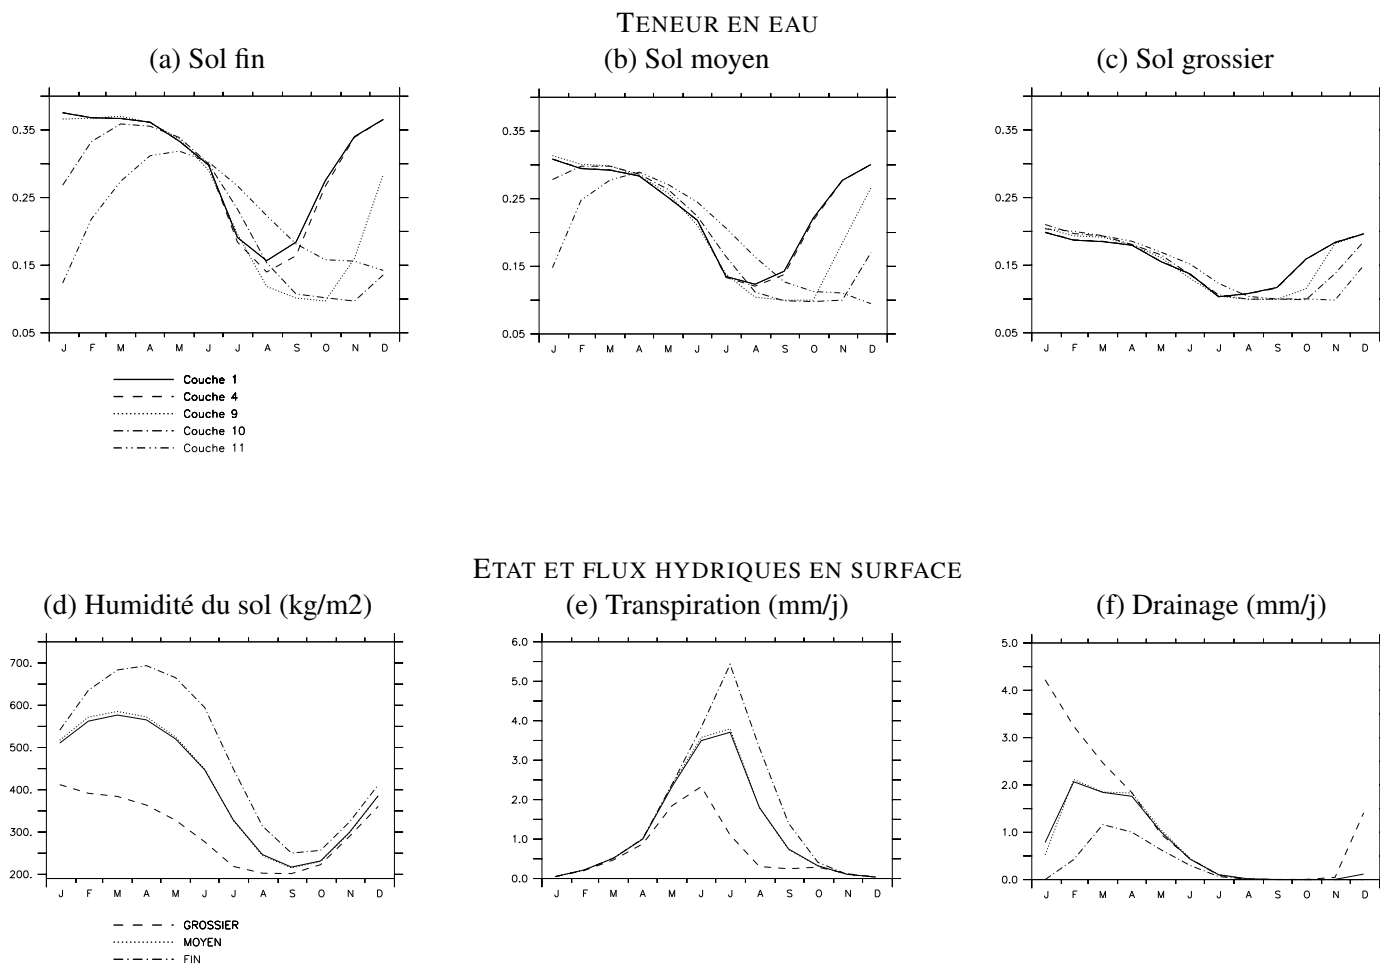 TENEUR EN EAU
(a) Sol fin (b) Sol moyen (c) Sol grossier
0.35
0.25
0.15
0.05
J F M A M J J A S O N D
0.35
0.25
0.15
0.05
J F M A M J J A S O N D
0.35
0.25
0.15
0.05
J F M A M J J A S O N D
Couche 1
Couche 4
Couche 9
Couche 10
Couche 11
ETAT ET FLUX HYDRIQUES EN SURFACE
(d) Humidité du sol (kg/m2) (e) Transpiration (mm/j) (f) Drainage (mm/j)
700.
600.
500.
400.
300.
200.
J F M A M J J A S O N D
6.0
5.0
4.0
3.0
2.0
1.0
0.0
J F M A M J J A S O N D
5.0
4.0
3.0
2.0
1.0
0.0
J F M A M J J A S O N D
GROSSIER
MOYEN
FIN